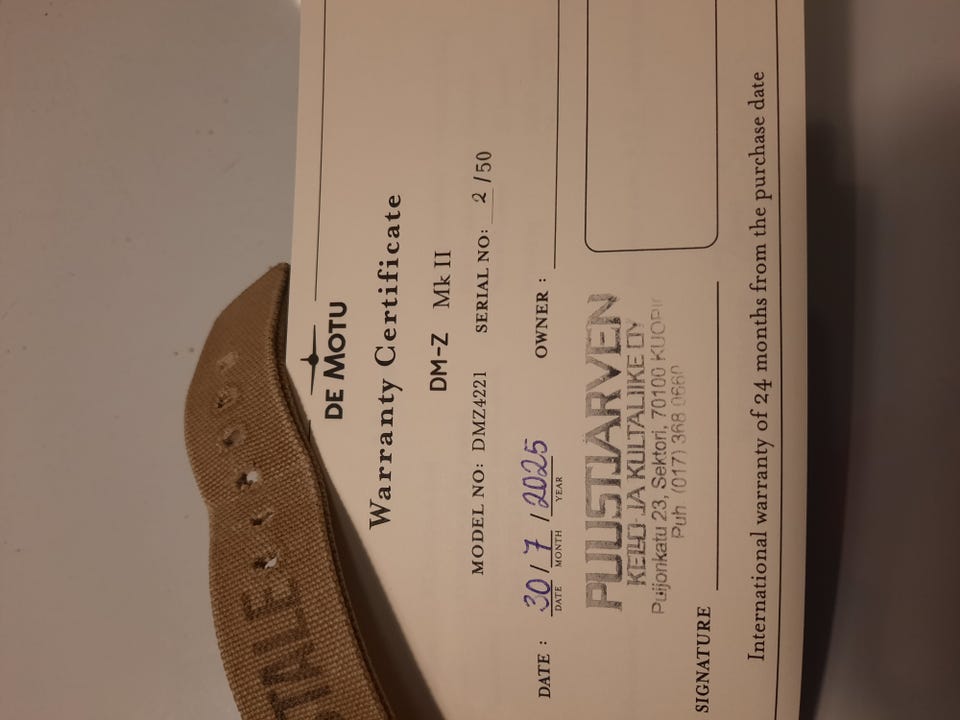 DE MOTU
Warranty Certificate
DM-Z Mk II
MODEL NO: DMZ4221 SERIAL NO: 2 /50
DATE : 30 / 7 / 2025 OWNER :
DATE MONTH YEAR
PUUSTJÄRVEN
KELLO JA KULTALIIKE OY
Puijonkatu 23, Sektori, 70100 KUOPIO
Puh (017) 368 0660
SIGNATURE
International warranty of 24 months from the purchase date